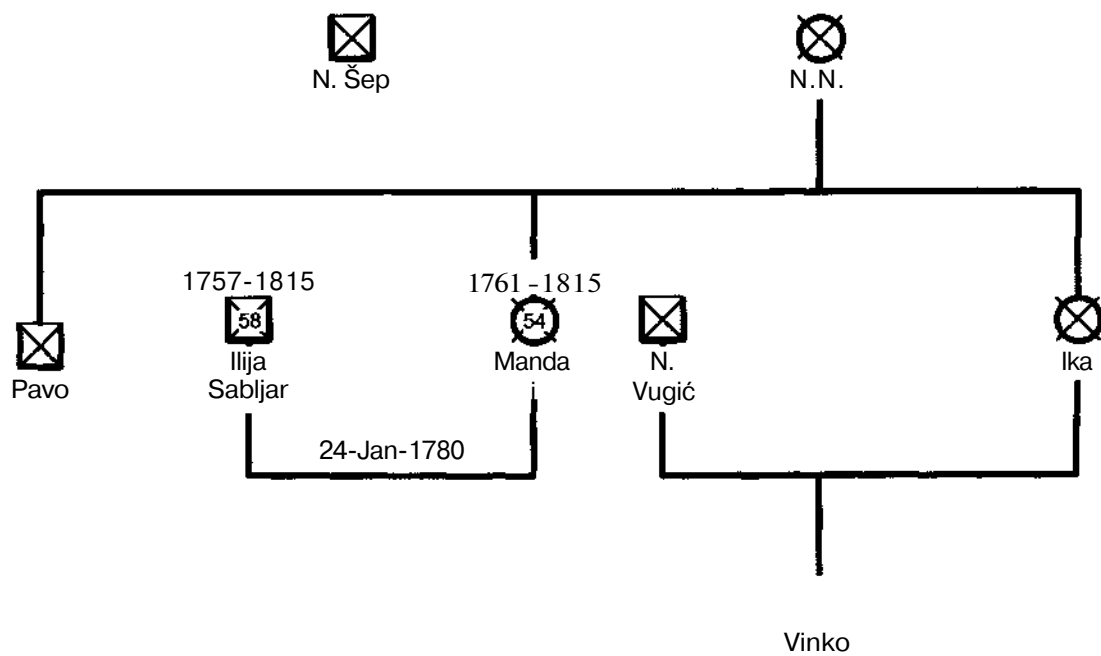 N. Šep
N.N.
1757-1815
1761-1815
58
54
Pavo
Ilija
Sabljar
Manda
N.
Vugić
Ika
24-Jan-1780
Vinko